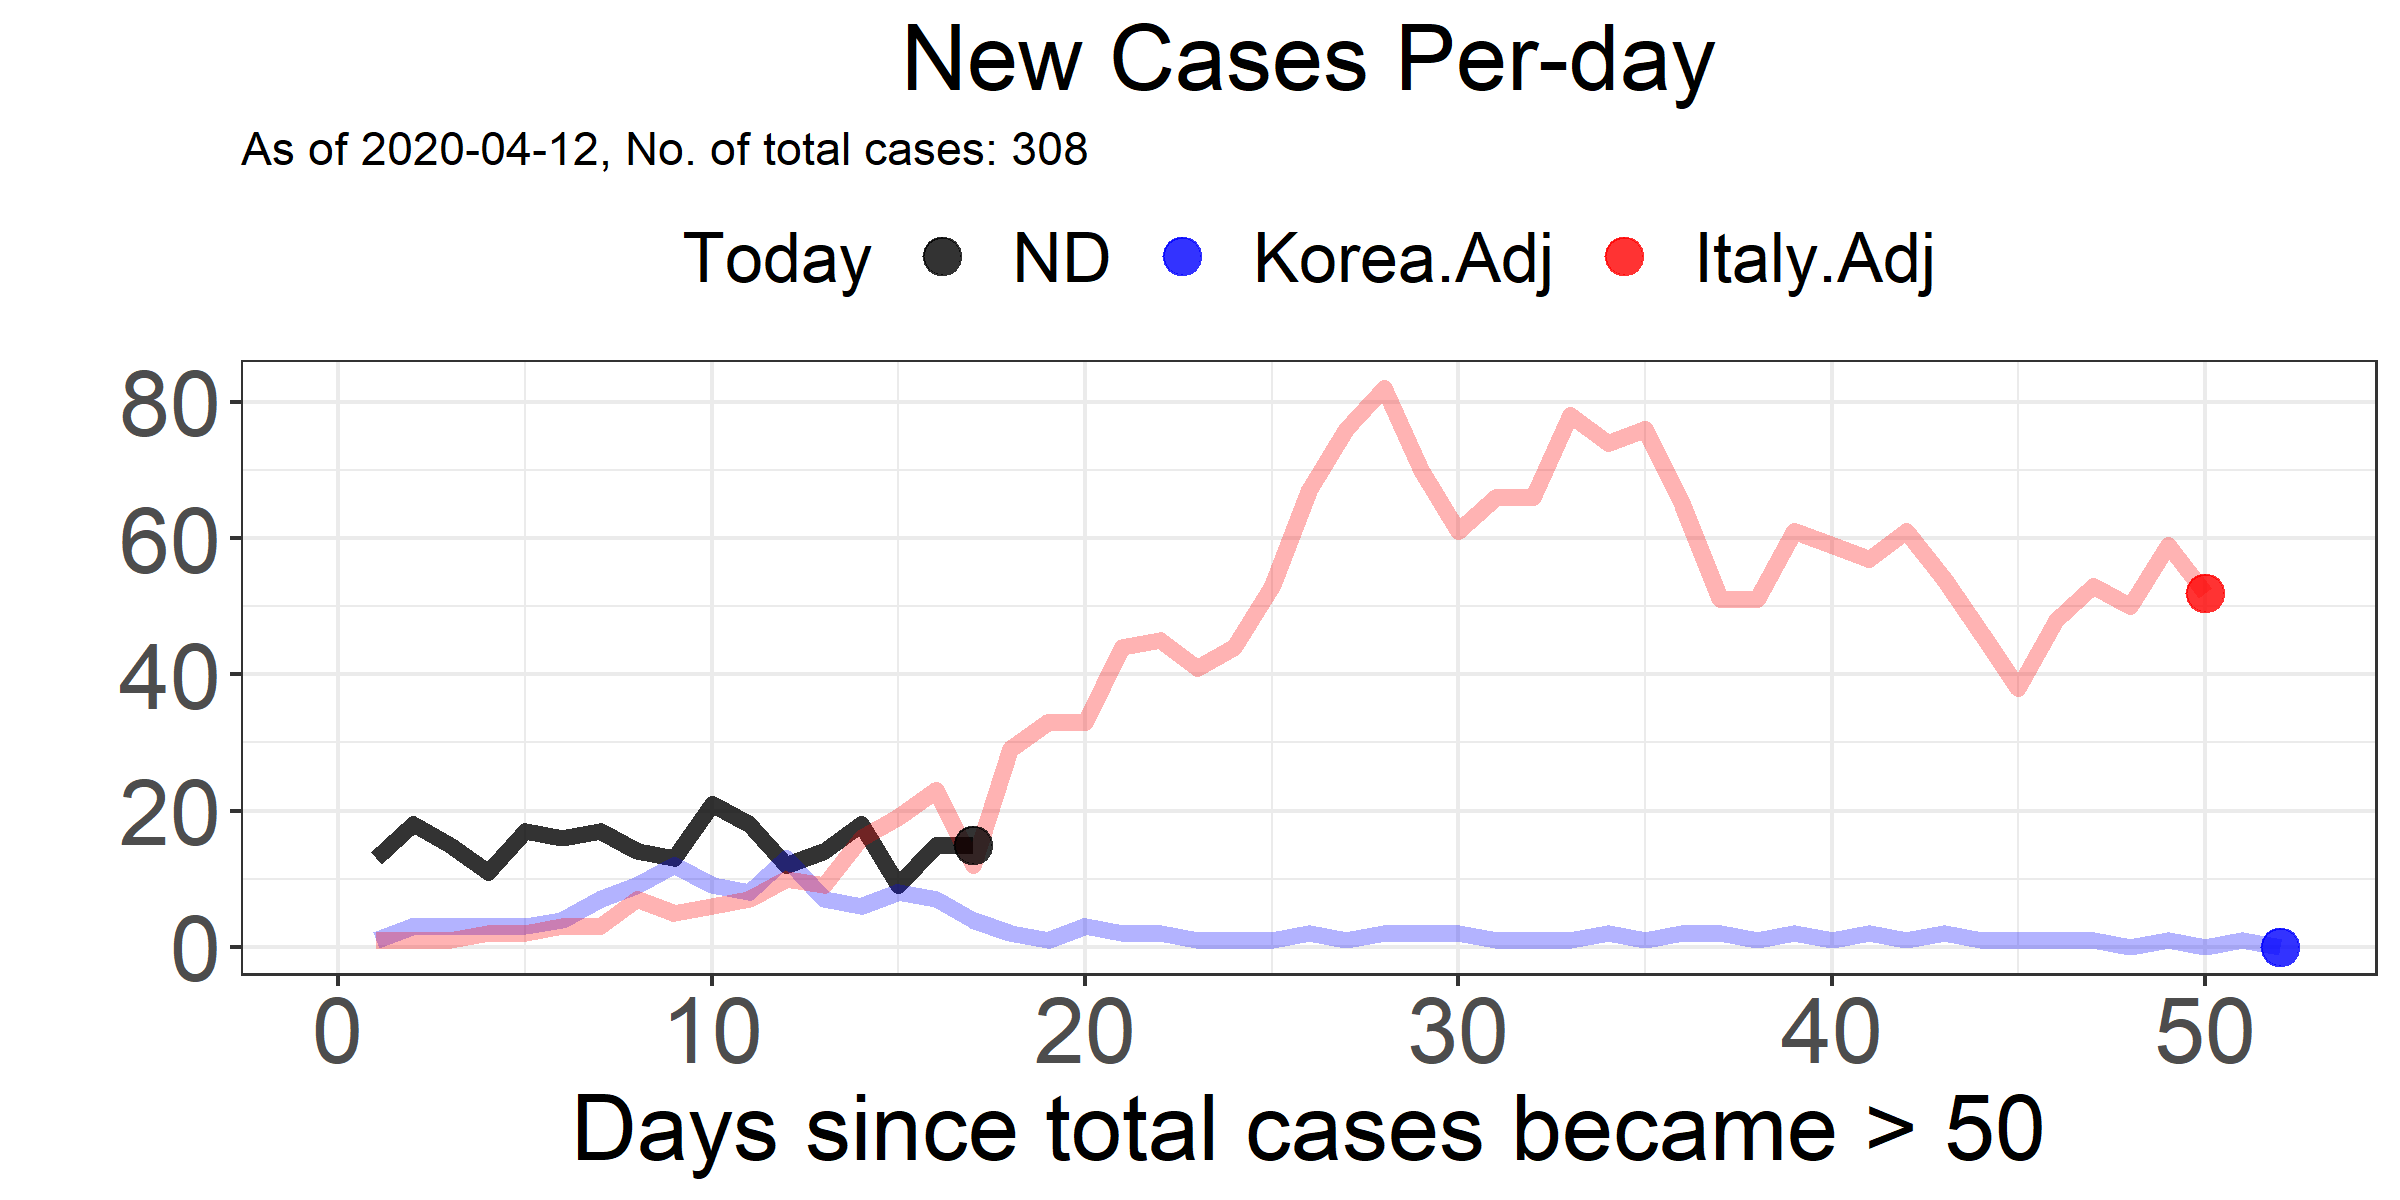 New Cases Per-day
As of 2020-04-12, No. of total cases: 308
Today ND Korea.Adj Italy.Adj
80
60
40
20
0
0 10 20 30 40 50
Days since total cases became > 50